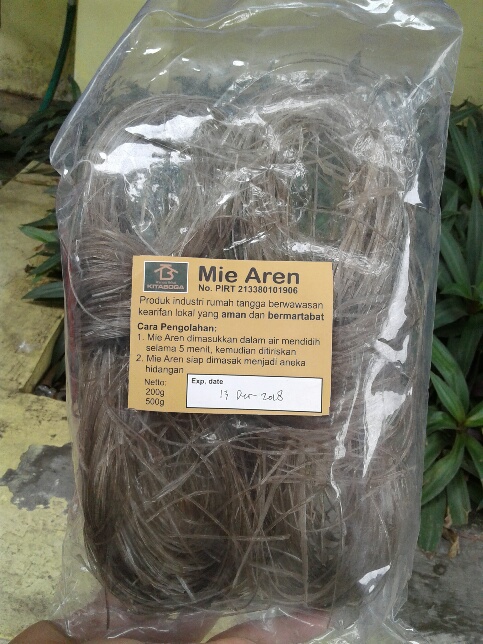 KITABOGA
Mie Aren
No. PIRT 213380101906
Produk industri rumah tangga berwawasan
kearifan lokal yang aman dan bermartabat
Cara Pengolahan:
1. Mie Aren dimasukkan dalam air mendidih
selama 5 menit, kemudian ditiriskan
2. Mie Aren siap dimasak menjadi aneka
hidangan
Netto:
200g
500g
Exp. date
13 Des-2018